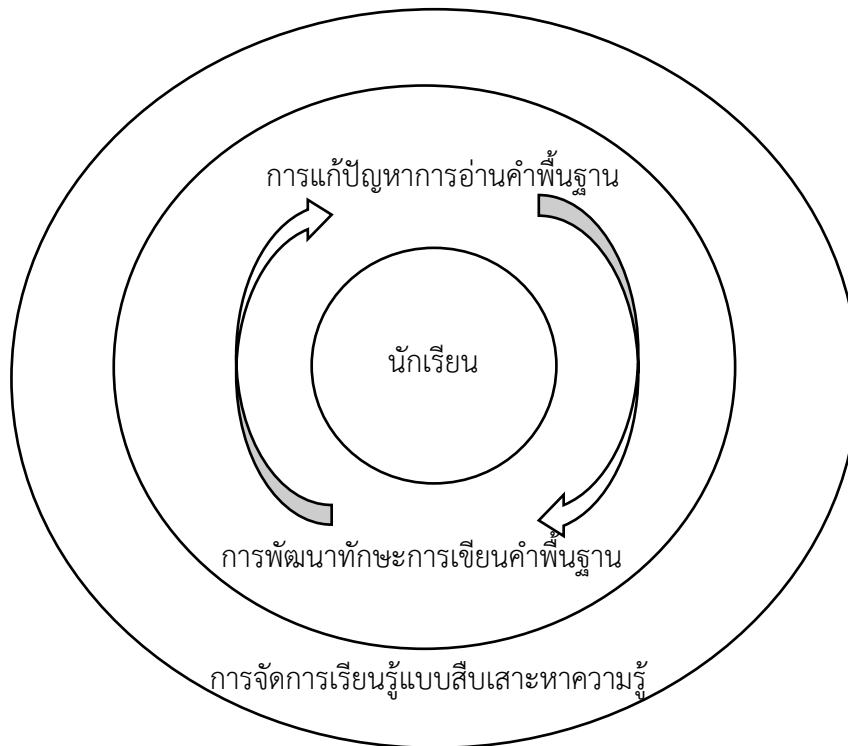 การแก้ปัญหาการอ่านคำพื้นฐาน
นักเรียน
การพัฒนาทักษะการเขียนคำพื้นฐาน
การจัดการเรียนรู้แบบสืบเสาะหาความรู้